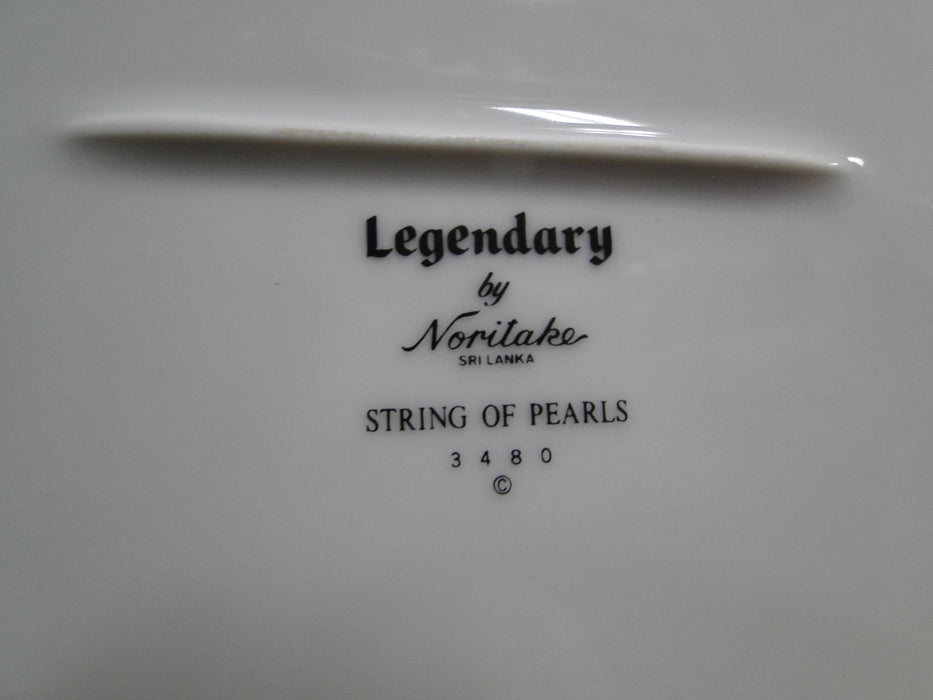 Legendary
by
Noritake
SRI LANKA
STRING OF PEARLS
3480
©